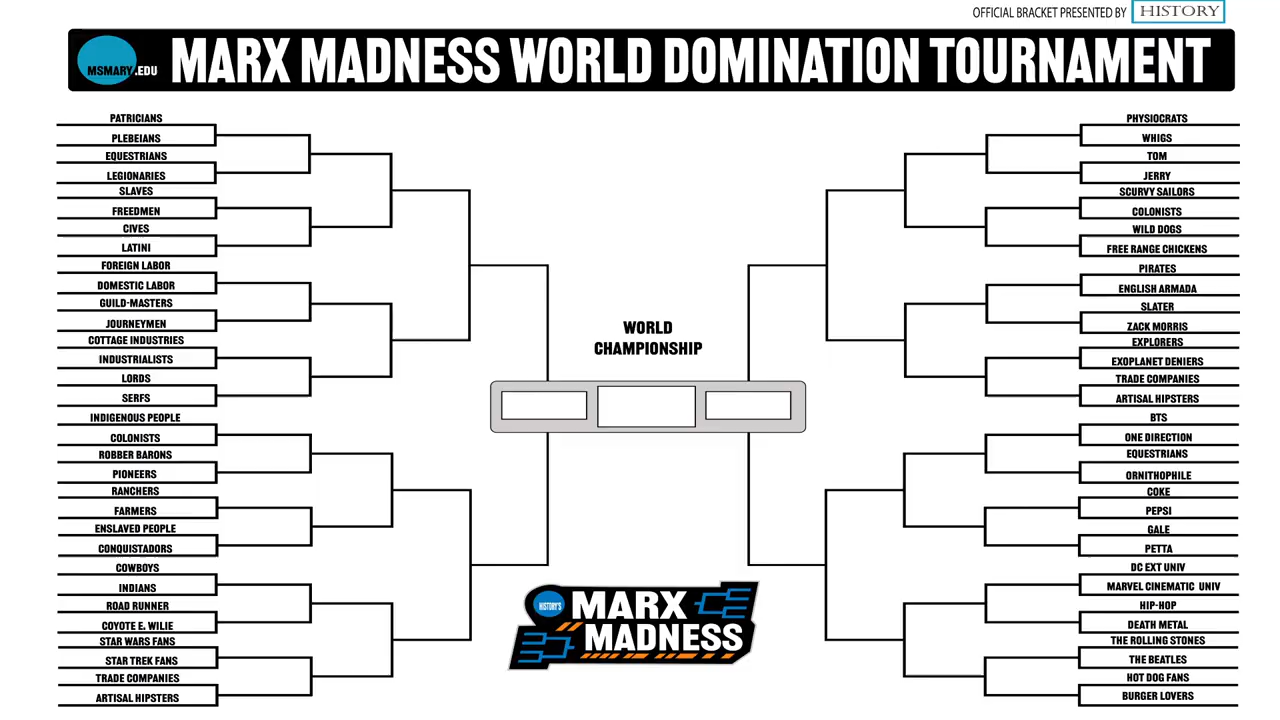 OFFICIAL BRACKET PRESENTED BY HISTORY
MSMARY.EDU
MARX MADNESS WORLD DOMINATION TOURNAMENT
PATRICIANS
PLEBEIANS
EQUESTRIANS
LEGIONARIES
SLAVES
FREEDMEN
CIVES
LATINI
FOREIGN LABOR
DOMESTIC LABOR
GUILD-MASTERS
JOURNEYMEN
COTTAGE INDUSTRIES
INDUSTRIALISTS
LORDS
SERFS
INDIGENOUS PEOPLE
COLONISTS
ROBBER BARONS
PIONEERS
RANCHERS
FARMERS
ENSLAVED PEOPLE
CONQUISTADORS
COWBOYS
INDIANS
ROAD RUNNER
COYOTE E. WILIE
STAR WARS FANS
STAR TREK FANS
TRADE COMPANIES
ARTISAL HIPSTERS
WORLD
CHAMPIONSHIP
HISTORY'S
MARX
MADNESS
PHYSIOCRATS
WHIGS
TOM
JERRY
SCURVY SAILORS
COLONISTS
WILD DOGS
FREE RANGE CHICKENS
PIRATES
ENGLISH ARMADA
SLATER
ZACK MORRIS
EXPLORERS
EXOPLANET DENIERS
TRADE COMPANIES
ARTISAL HIPSTERS
BTS
ONE DIRECTION
EQUESTRIANS
ORNITHOPHILE
COKE
PEPSI
GALE
PETTA
DC EXT UNIV
MARVEL CINEMATIC UNIV
HIP-HOP
DEATH METAL
THE ROLLING STONES
THE BEATLES
HOT DOG FANS
BURGER LOVERS